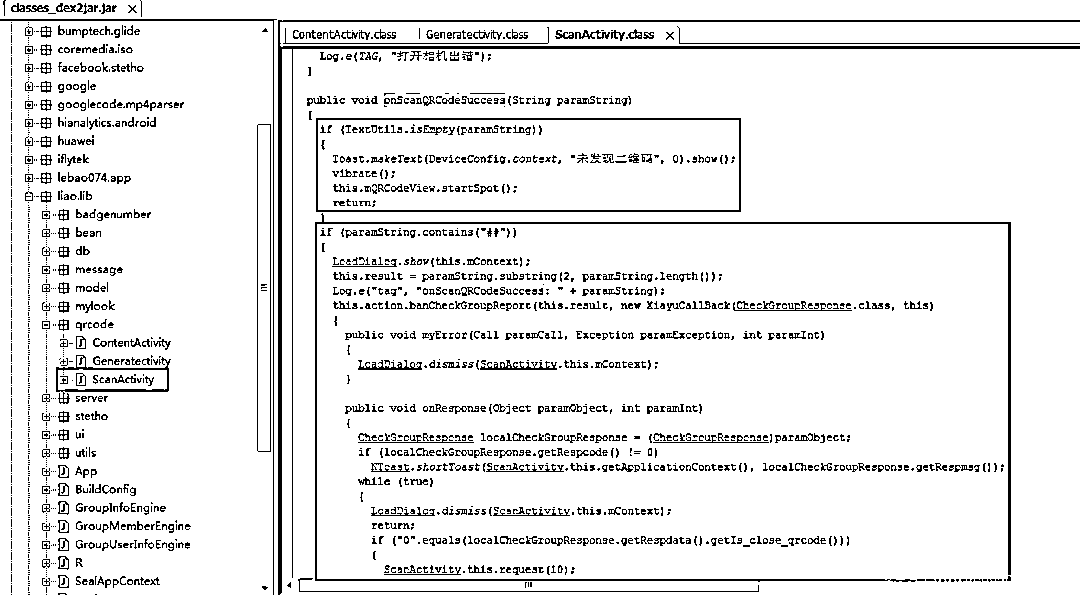 classes_dex2jar.jar
bumptech.glide
coremedia.iso
facebook.stetho
google
googlecode.mp4parser
hianalytics.android
huawei
iflytek
lebao074.app
liao.lib
badgenumber
bean
db
message
model
mylook
qrcode
ContentActivity
Generatectivity
ScanActivity
server
stetho
ui
utils
App
BuildConfig
GroupInfoEngine
GroupMemberEngine
GroupUserInfoEngine
R
SealAppContext
ContentActivity.class Generatectivity.class ScanActivity.class
Log.e(TAG, "打开相机出错");
}
public void onScanQRCodeSuccess(String paramString)
{
if (TextUtils.isEmpty(paramString))
{
Toast.makeText(DeviceConfig.context, "未发现二维码", 0).show();
vibrate();
this.mQRCodeView.startSpot();
return;
}
if (paramString.contains("##"))
{
LoadDialog.show(this.mContext);
this.result = paramString.substring(2, paramString.length());
Log.e("tag", "onScanQRCodeSuccess: " + paramString);
this.action.banCheckGroupReport(this.result, new XiayuCallBack(CheckGroupResponse.class, this)
{
public void myError(Call paramCall, Exception paramException, int paramInt)
{
LoadDialog.dismiss(ScanActivity.this.mContext);
}
public void onResponse(Object paramObject, int paramInt)
{
CheckGroupResponse localCheckGroupResponse = (CheckGroupResponse)paramObject;
if (localCheckGroupResponse.getRespcode() != 0)
NToast.shortToast(ScanActivity.this.getApplicationContext(), localCheckGroupResponse.getRespmsg());
while (true)
{
LoadDialog.dismiss(ScanActivity.this.mContext);
return;
if ("0".equals(localCheckGroupResponse.getRespdata().getIs_close_qrcode()))
{
ScanActivity.this.request(10);